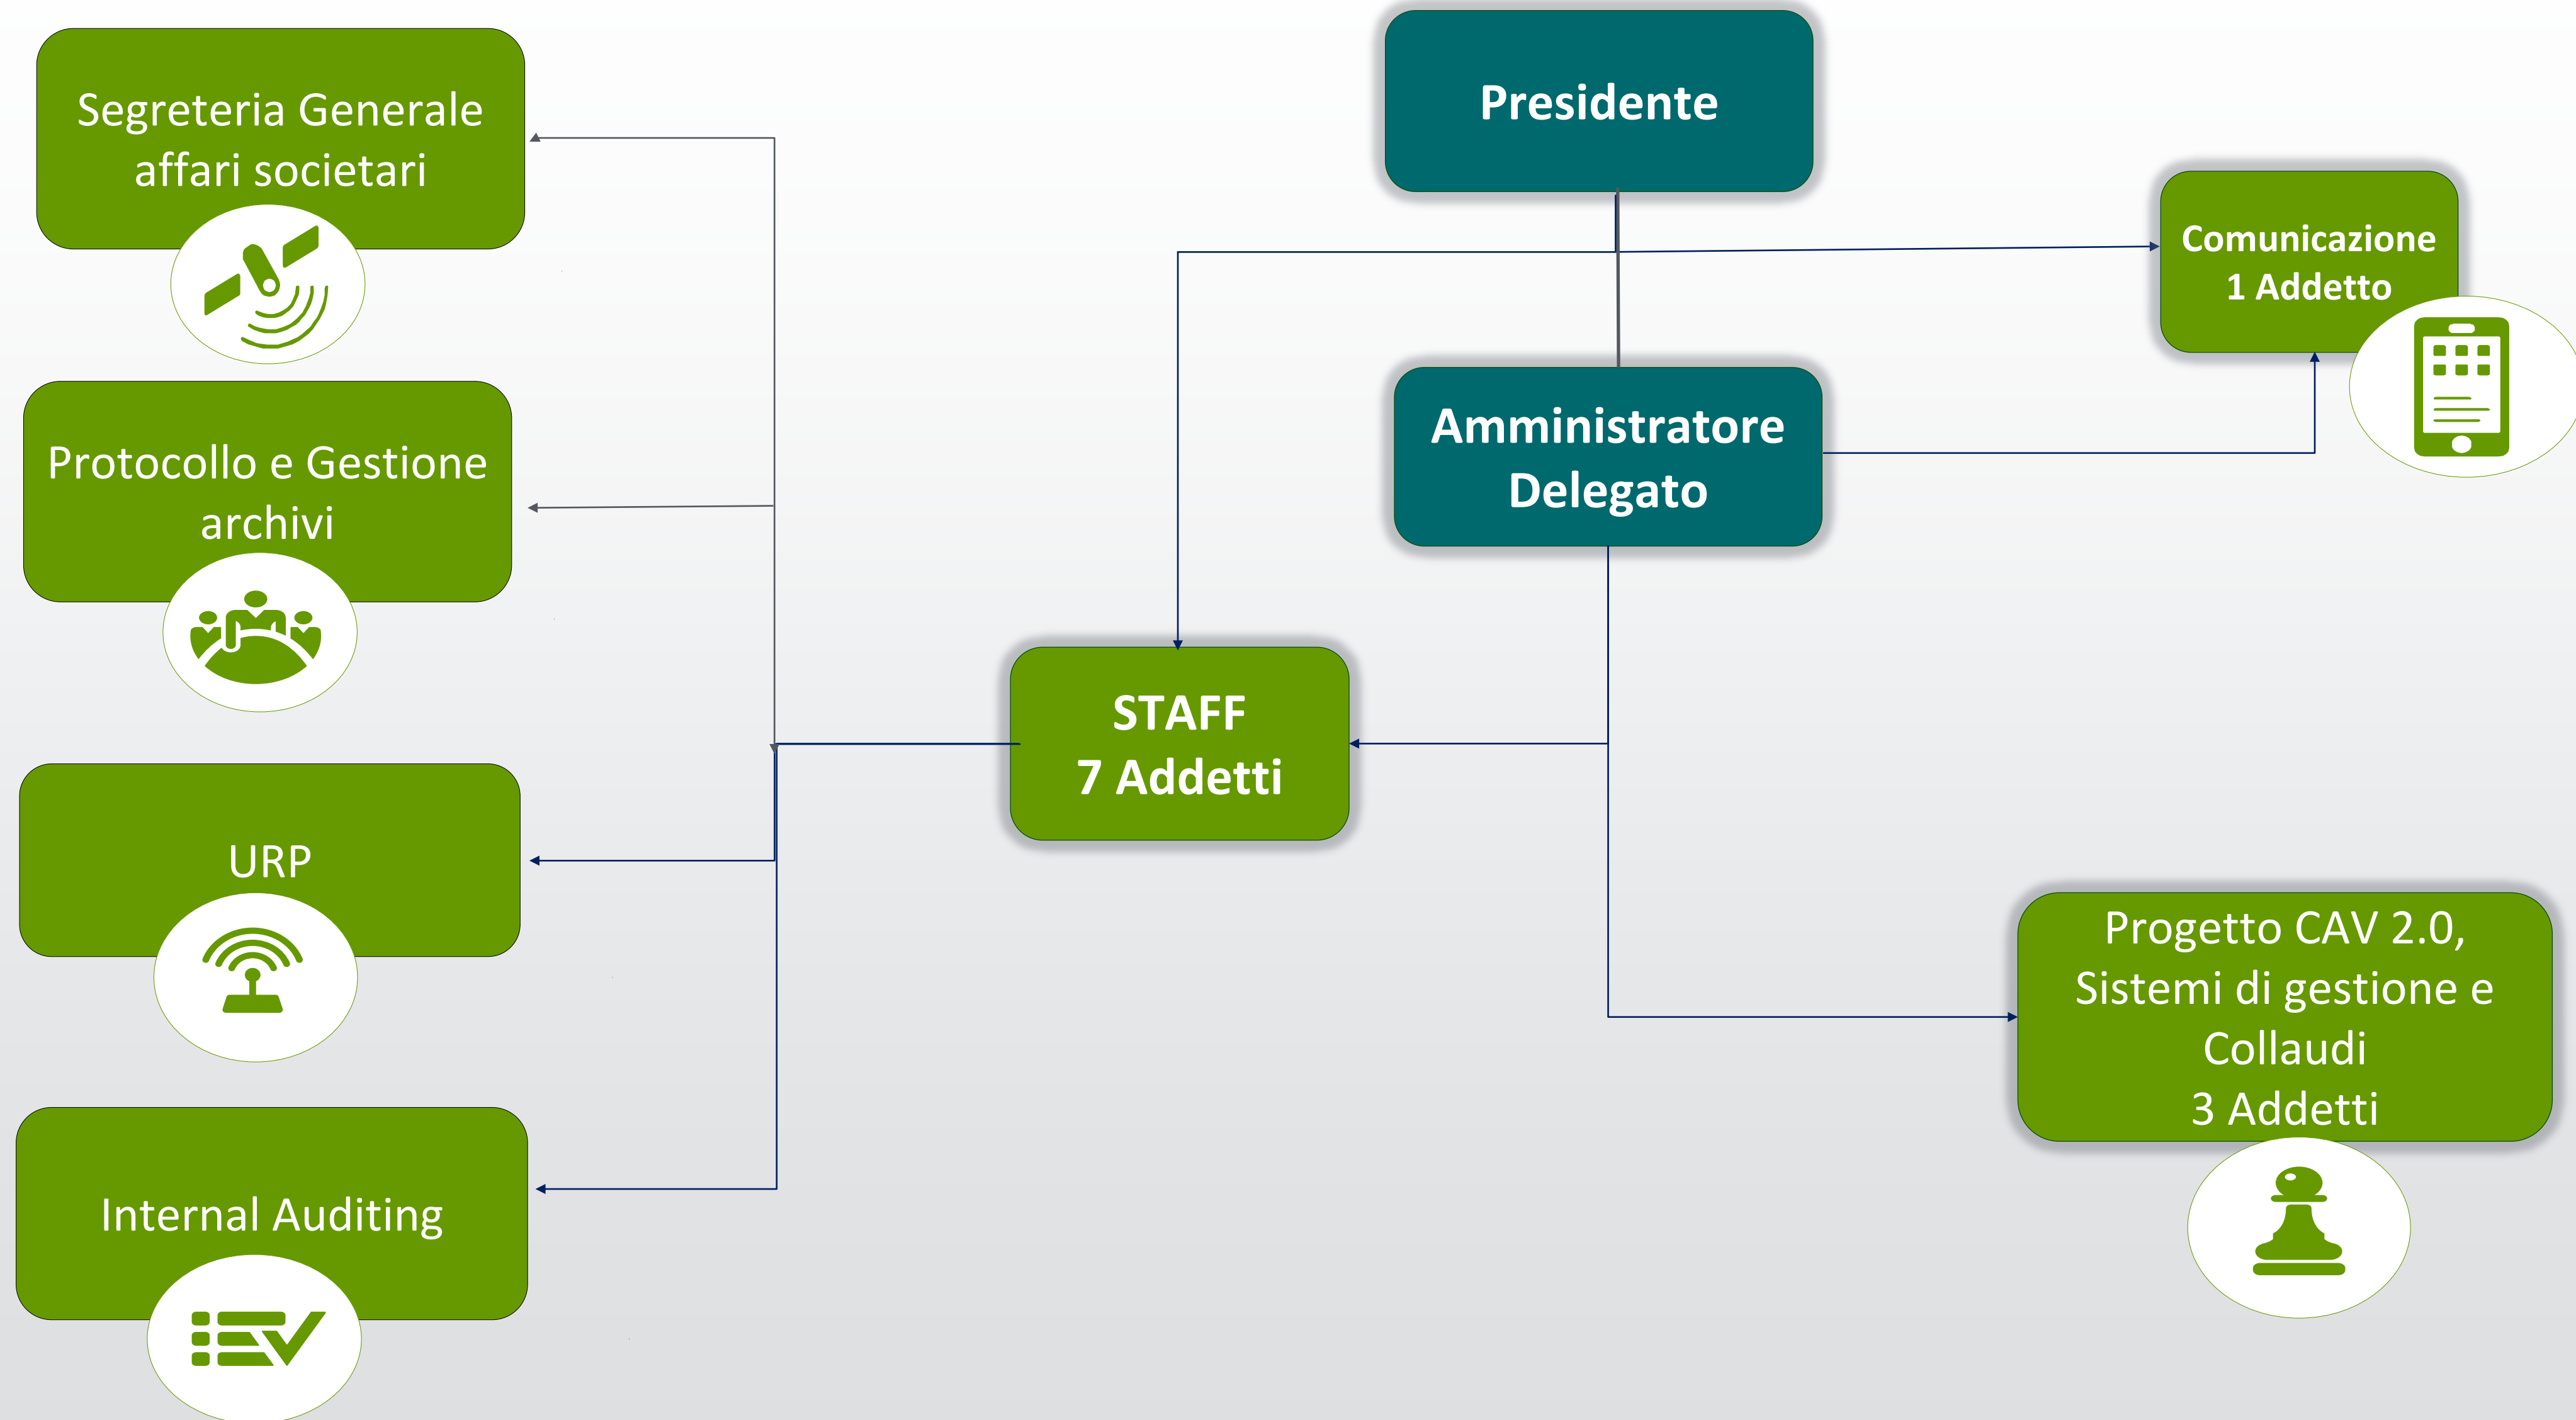 Presidente
Segreteria Generale
affari societari
Comunicazione
1 Addetto
Amministratore
Delegato
Protocollo e Gestione
archivi
STAFF
7 Addetti
URP
Progetto CAV 2.0,
Sistemi di gestione e
Collaudi
3 Addetti
Internal Auditing